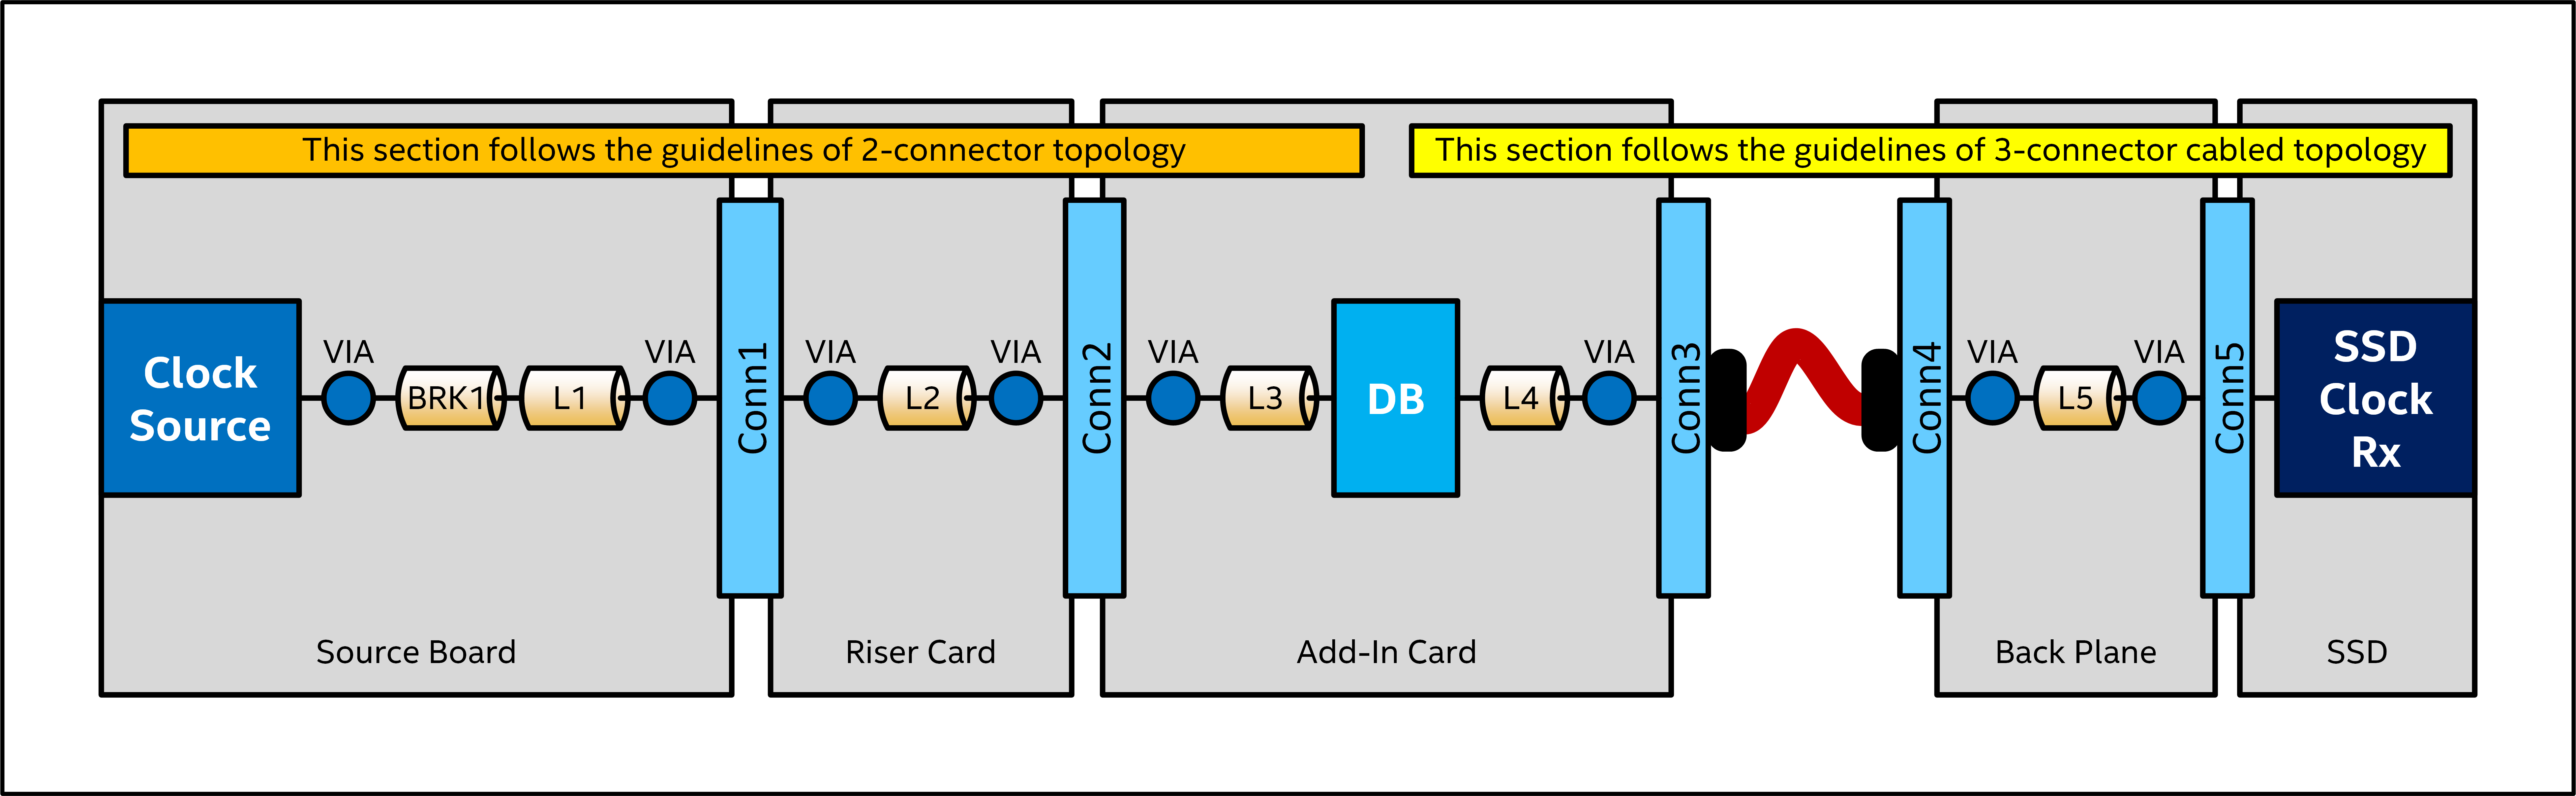 This section follows the guidelines of 2-connector topology
This section follows the guidelines of 3-connector cabled topology
Clock
Source
VIA
BRK1
L1
VIA
Conn1
VIA
L2
VIA
Conn2
VIA
L3
DB
L4
VIA
Conn3
Conn4
VIA
L5
VIA
Conn5
SSD
Clock
Rx
Source Board
Riser Card
Add-In Card
Back Plane
SSD